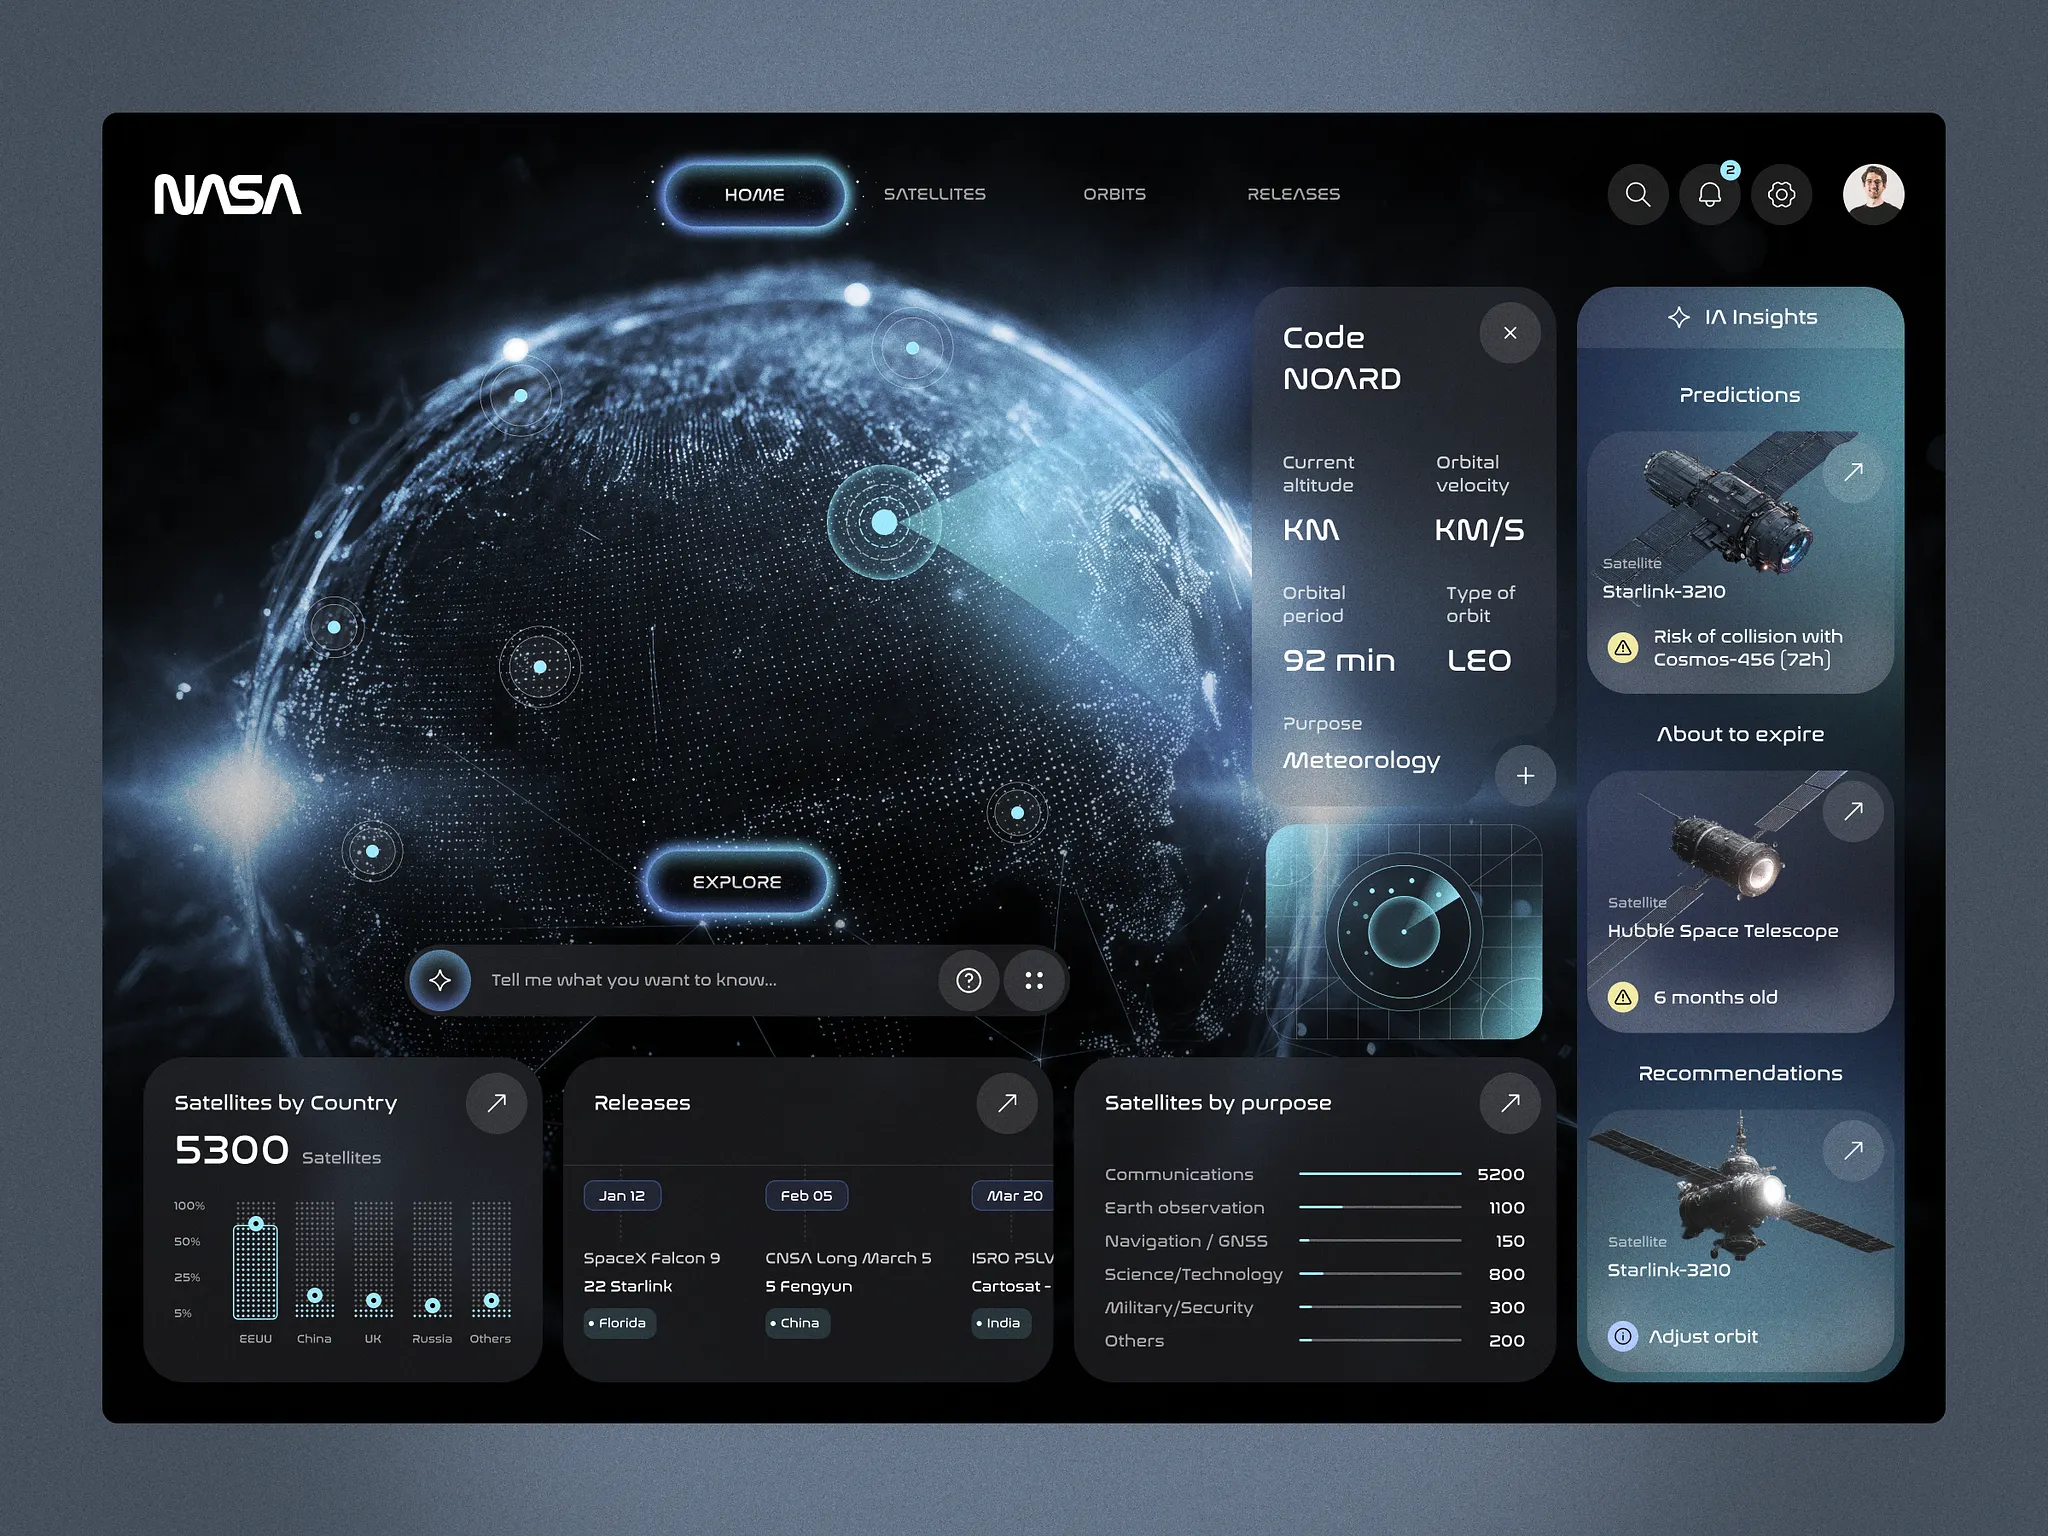 NASA
HOME
SATELLITES
ORBITS
RELEASES
2
Code
NOARD
Current
altitude
Orbital
velocity
KM
KM/S
Orbital
period
Type of
orbit
92 min
LEO
Purpose
Meteorology
IA Insights
Predictions
Satellite
Starlink-3210
Risk of collision with
Cosmos-456 (72h)
About to expire
Satellite
Hubble Space Telescope
6 months old
Recommendations
Satellite
Starlink-3210
Adjust orbit
EXPLORE
Tell me what you want to know...
Satellites by Country
5300 Satellites
100%
50%
25%
5%
EEUU
China
UK
Russia
Others
Releases
Jan 12
SpaceX Falcon 9
22 Starlink
Florida
Feb 05
CNSA Long March 5
5 Fengyun
China
Mar 20
ISRO PSLV
Cartosat -
India
Satellites by purpose
Communications 5200
Earth observation 1100
Navigation / GNSS 150
Science/Technology 800
Military/Security 300
Others 200